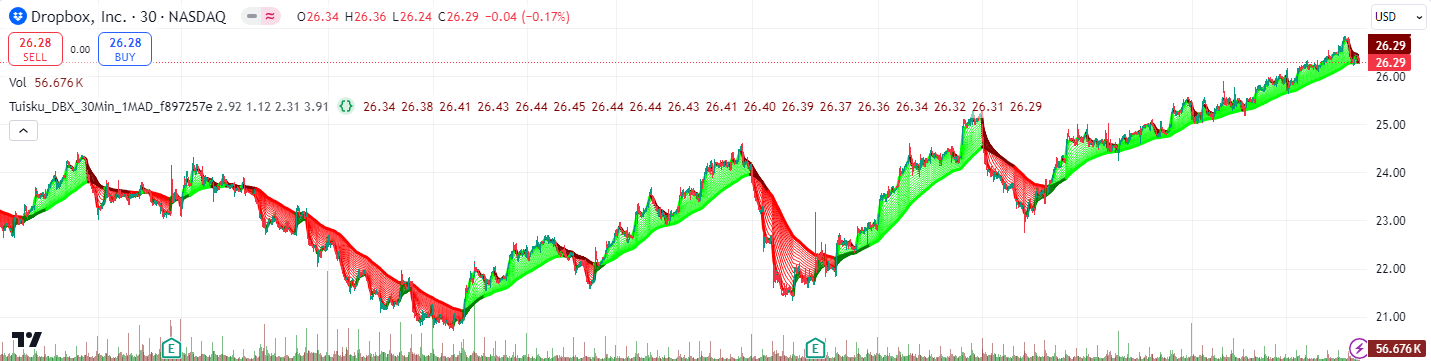 Dropbox, Inc. · 30 · NASDAQ O26.34 H26.36 L26.24 C26.29 −0.04 (−0.17%) USD
26.28 SELL 0.00 26.28 BUY
Vol 56.676K
Tuisku_DBX_30Min_1MAD_f897257e 2.92 1.12 2.31 3.91 {} 26.34 26.38 26.41 26.43 26.44 26.45 26.44 26.44 26.43 26.41 26.40 26.39 26.37 26.36 26.34 26.32 26.31 26.29
26.29
26.29
26.00
25.00
24.00
23.00
22.00
21.00
E E
56.676K